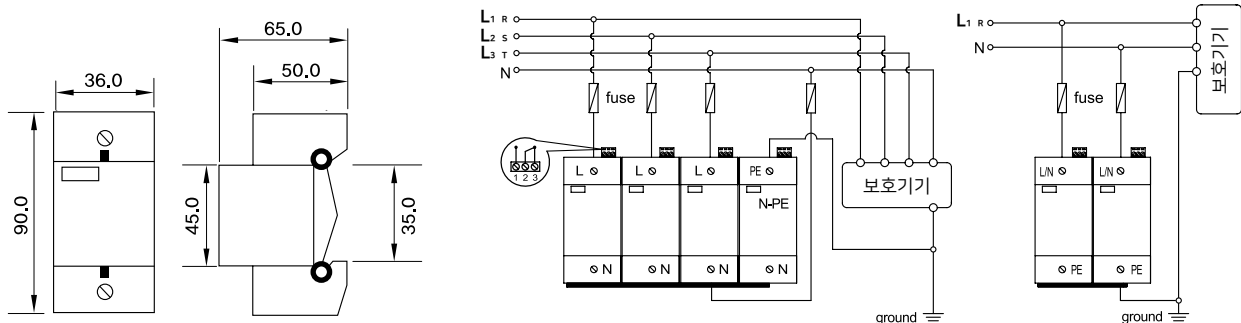 36.0
90.0
65.0
50.0
45.0
35.0
L1 R
L2 S
L3 T
N
fuse
1 2 3
L
L
L
PE
N-PE
N
N
N
N
보호기기
ground
L1 R
N
fuse
L/N
L/N
PE
PE
보호기기
ground